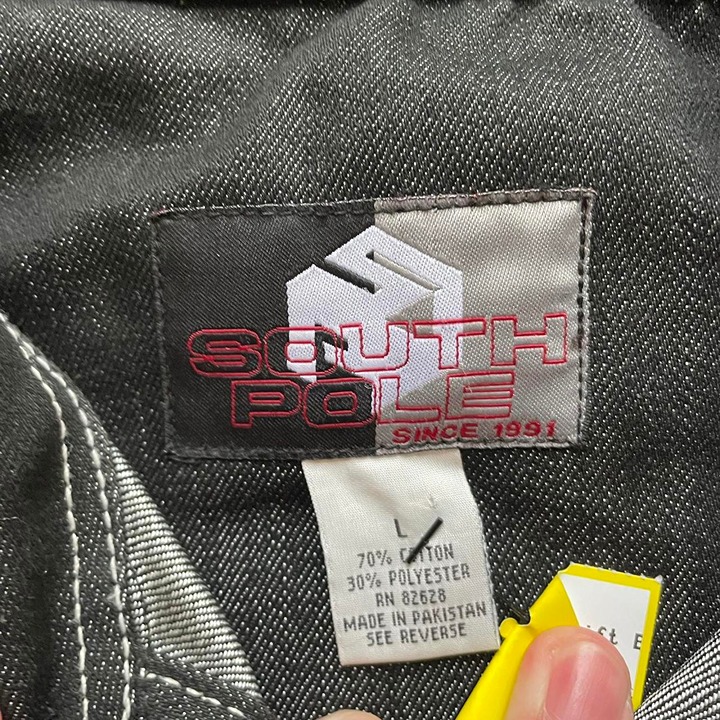 SOUTH
POLE
SINCE 1991
L
70% COTTON
30% POLYESTER
RN 82628
MADE IN PAKISTAN
SEE REVERSE